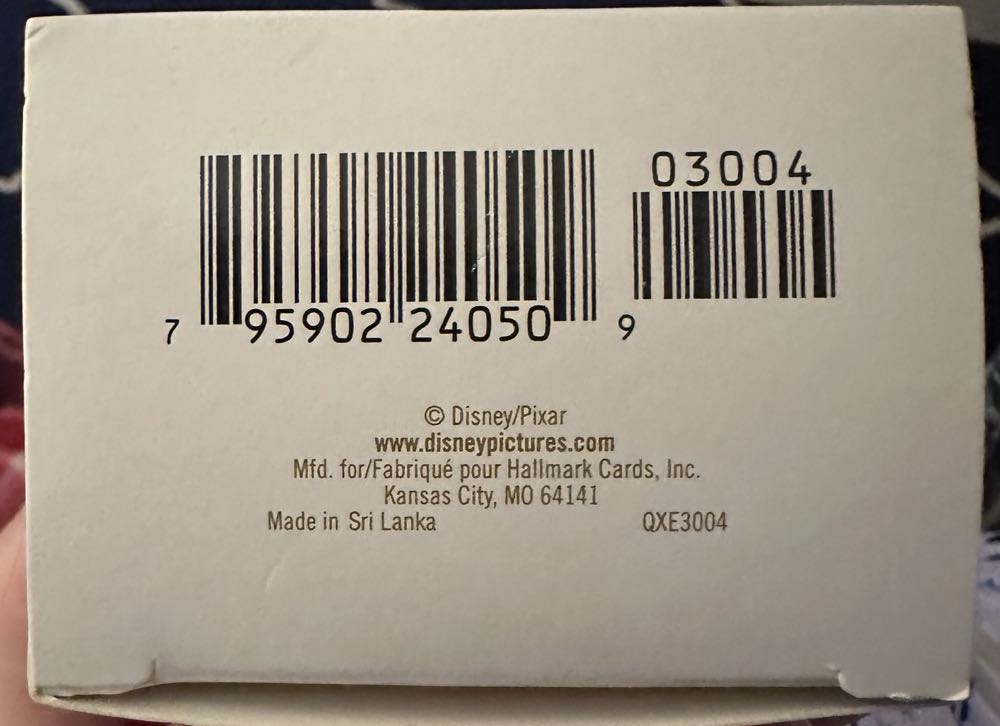 03004
7 95902 24050 9
© Disney/Pixar
www.disneypictures.com
Mfd. for/Fabriqué pour Hallmark Cards, Inc.
Kansas City, MO 64141
Made in Sri Lanka QXE3004